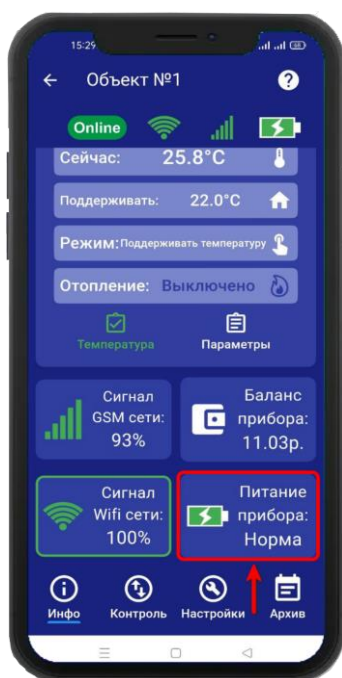 15:29
Объект №1
?
Online
Сейчас: 25.8°C
Поддерживать: 22.0°C
Режим: Поддерживать температуру
Отопление: Выключено
Температура Параметры
Сигнал
GSM сети:
93%
Баланс
прибора:
11.03р.
Сигнал
Wifi сети:
100%
Питание
прибора:
Норма
Инфо Контроль Настройки Архив